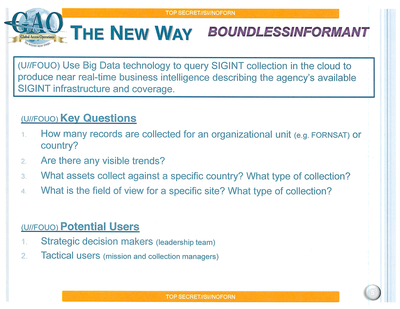 TOP SECRET//SI//NOFORN
GAO
THE NEW WAY BOUNDLESSINFORMANT
(U//FOUO) Use Big Data technology to query SIGINT collection in the cloud to
produce near real-time business intelligence describing the agency's available
SIGINT infrastructure and coverage.
(U//FOUO) Key Questions
1. How many records are collected for an organizational unit (e.g. FORNSAT) or
country?
2. Are there any visible trends?
3. What assets collect against a specific country? What type of collection?
4. What is the field of view for a specific site? What type of collection?
(U//FOUO) Potential Users
1. Strategic decision makers (leadership team)
2. Tactical users (mission and collection managers)
TOP SECRET//SI//NOFORN